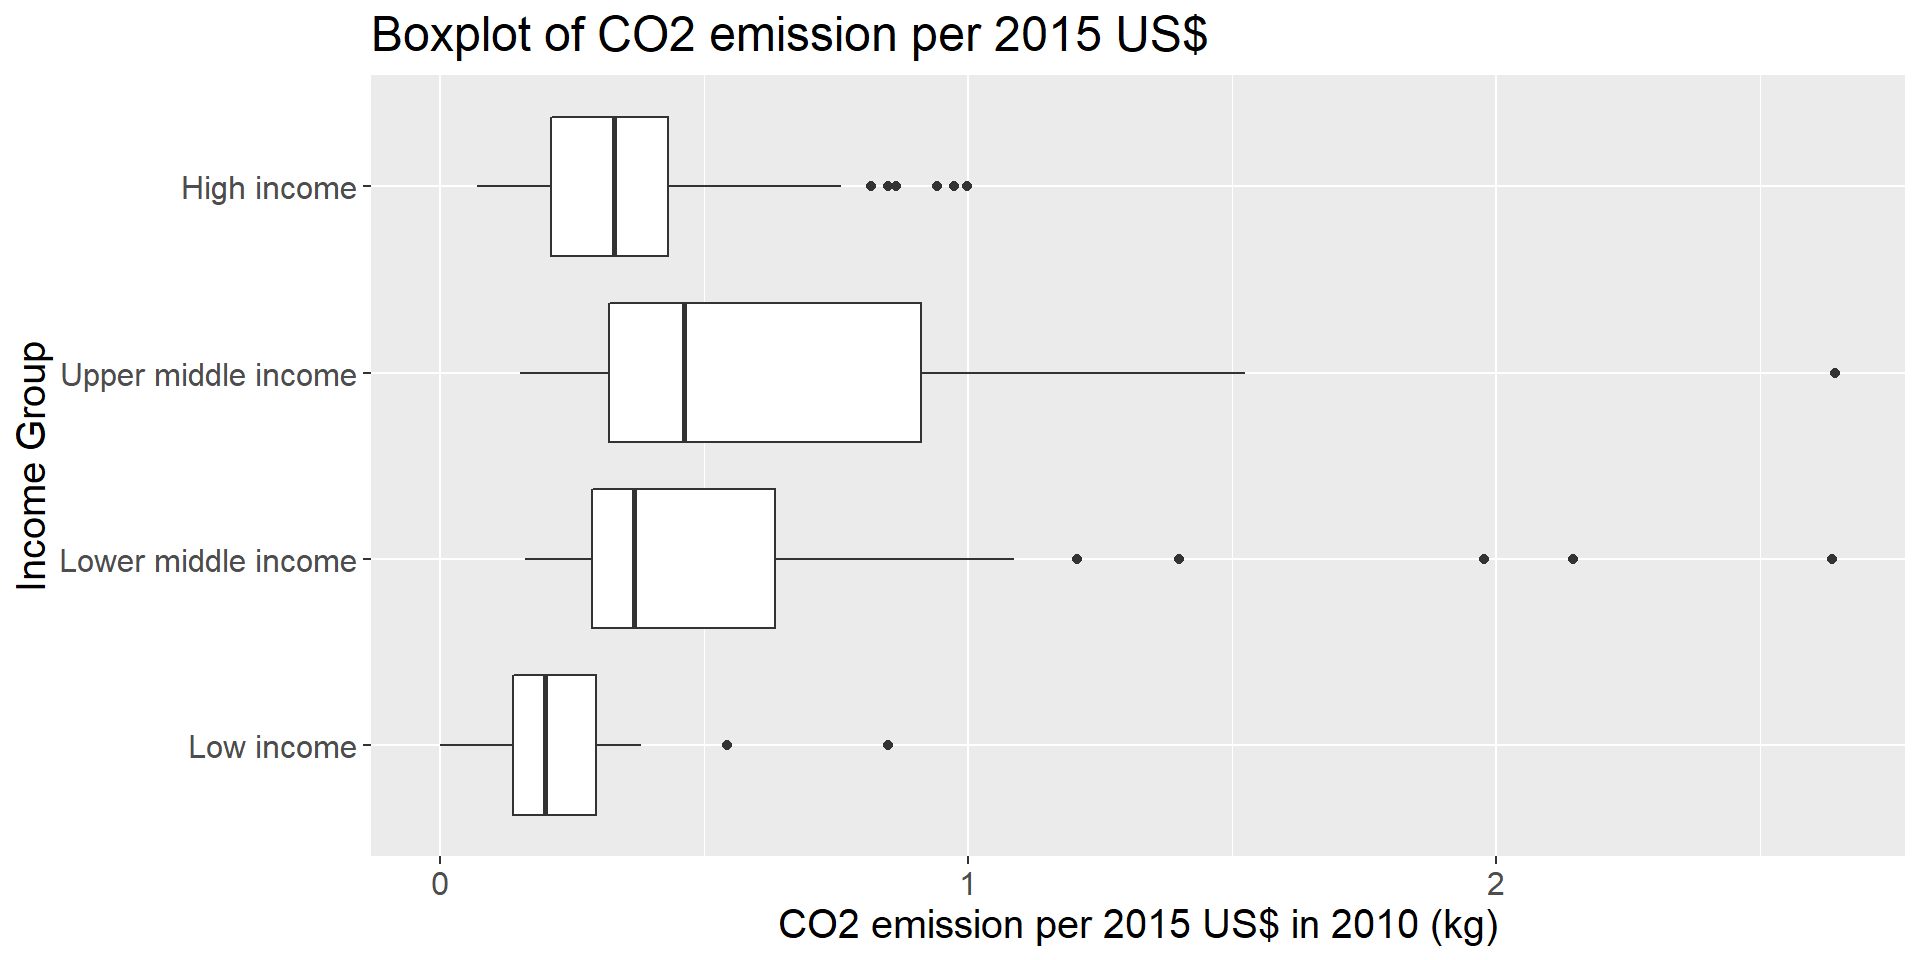 Boxplot of CO2 emission per 2015 US$
Income Group
High income
Upper middle income
Lower middle income
Low income
0
1
2
CO2 emission per 2015 US$ in 2010 (kg)